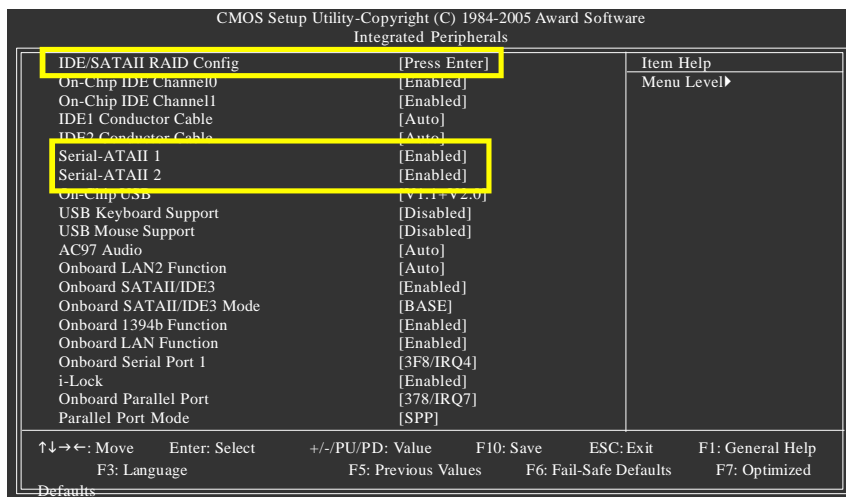 CMOS Setup Utility-Copyright (C) 1984-2005 Award Software
Integrated Peripherals
IDE/SATAII RAID Config [Press Enter] Item Help
On-Chip IDE Channel0 [Enabled] Menu Level▶
On-Chip IDE Channel1 [Enabled]
IDE1 Conductor Cable [Auto]
IDE2 Conductor Cable [Auto]
Serial-ATAII 1 [Enabled]
Serial-ATAII 2 [Enabled]
On-Chip USB [V1.1+V2.0]
USB Keyboard Support [Disabled]
USB Mouse Support [Disabled]
AC97 Audio [Auto]
Onboard LAN2 Function [Auto]
Onboard SATAII/IDE3 [Enabled]
Onboard SATAII/IDE3 Mode [BASE]
Onboard 1394b Function [Enabled]
Onboard LAN Function [Enabled]
Onboard Serial Port 1 [3F8/IRQ4]
i-Lock [Enabled]
Onboard Parallel Port [378/IRQ7]
Parallel Port Mode [SPP]
↑↓→←: Move Enter: Select +/-/PU/PD: Value F10: Save ESC: Exit F1: General Help
F3: Language F5: Previous Values F6: Fail-Safe Defaults F7: Optimized
Defaults